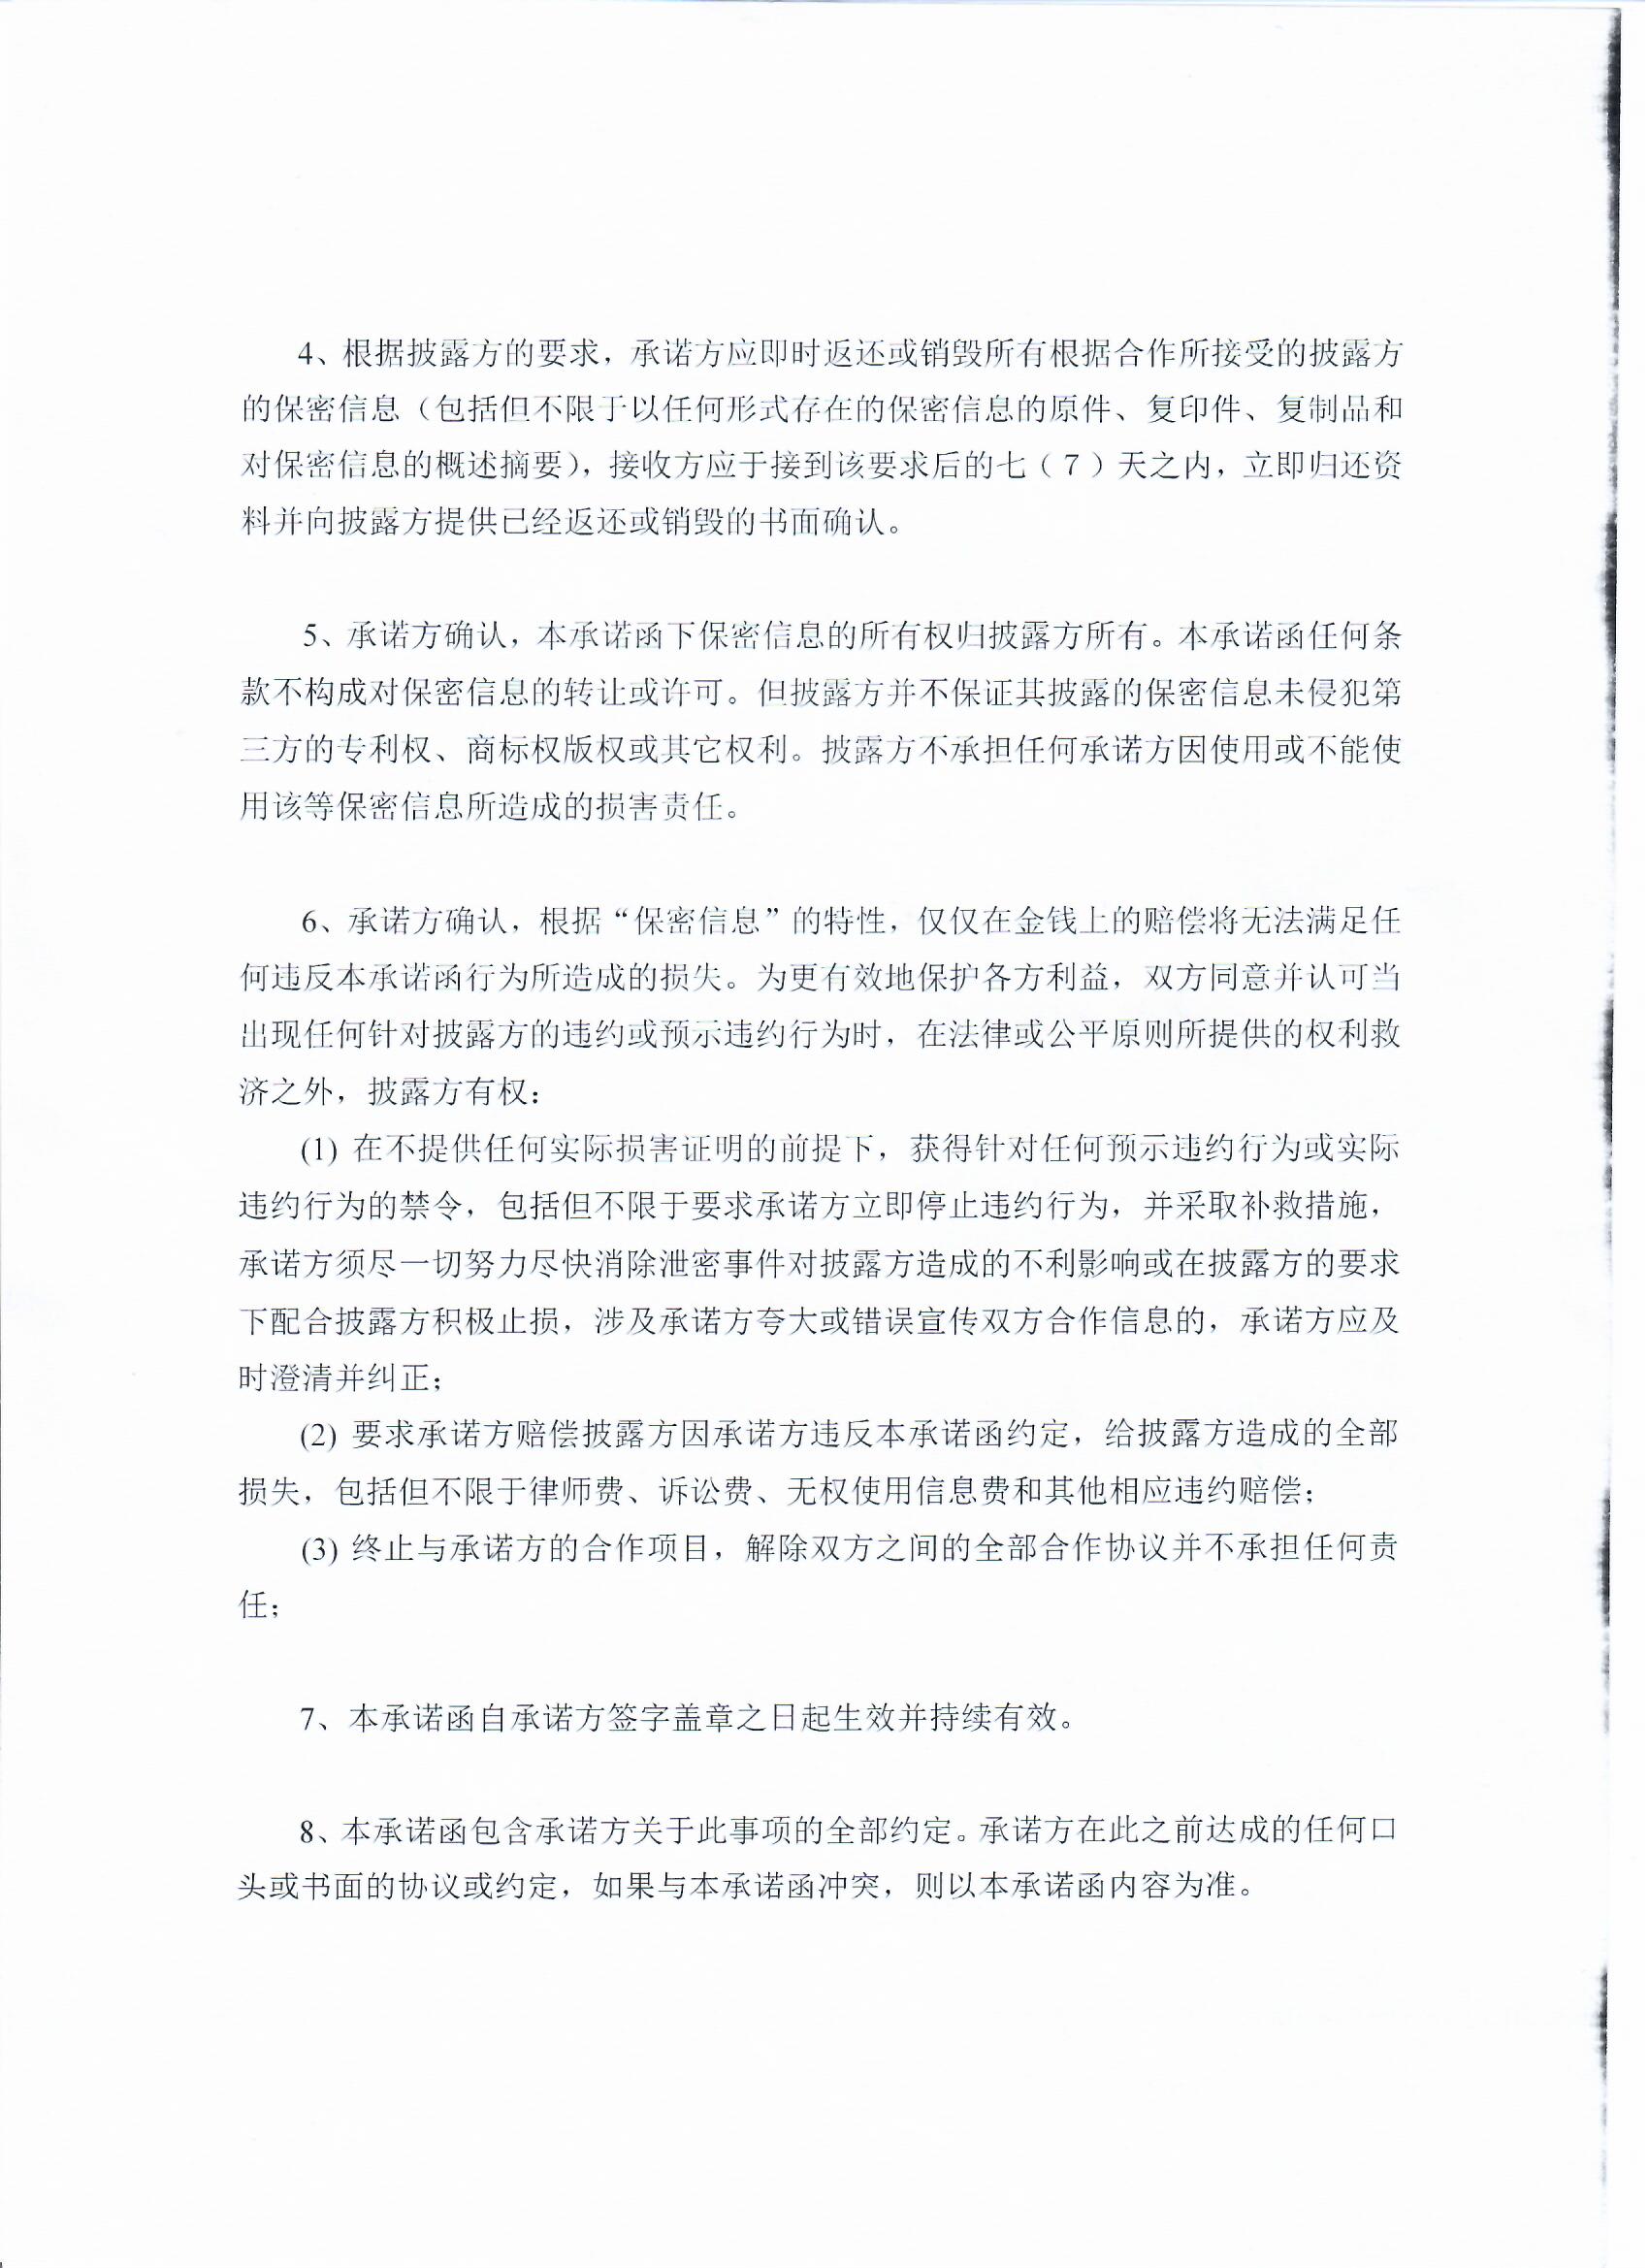 4、根据披露方的要求，承诺方应即时返还或销毁所有根据合作所接受的披露方
的保密信息（包括但不限于以任何形式存在的保密信息的原件、复印件、复制品和
对保密信息的概述摘要），接收方应于接到该要求后的七（7）天之内，立即归还资
料并向披露方提供已经返还或销毁的书面确认。
5、承诺方确认，本承诺函下保密信息的所有权归披露方所有。本承诺函任何条
款不构成对保密信息的转让或许可。但披露方并不保证其披露的保密信息未侵犯第
三方的专利权、商标权版权或其它权利。披露方不承担任何承诺方因使用或不能使
用该等保密信息所造成的损害责任。
6、承诺方确认，根据“保密信息”的特性，仅仅在金钱上的赔偿将无法满足任
何违反本承诺函行为所造成的损失。为更有效地保护各方利益，双方同意并认可当
出现任何针对披露方的违约或预示违约行为时，在法律或公平原则所提供的权利救
济之外，披露方有权：
(1) 在不提供任何实际损害证明的前提下，获得针对任何预示违约行为或实际
违约行为的禁令，包括但不限于要求承诺方立即停止违约行为，并采取补救措施，
承诺方须尽一切努力尽快消除泄密事件对披露方造成的不利影响或在披露方的要求
下配合披露方积极止损，涉及承诺方夸大或错误宣传双方合作信息的，承诺方应及
时澄清并纠正；
(2) 要求承诺方赔偿披露方因承诺方违反本承诺函约定，给披露方造成的全部
损失，包括但不限于律师费、诉讼费、无权使用信息费和其他相应违约赔偿；
(3) 终止与承诺方的合作项目，解除双方之间的全部合作协议并不承担任何责
任；
7、本承诺函自承诺方签字盖章之日起生效并持续有效。
8、本承诺函包含承诺方关于此事项的全部约定。承诺方在此之前达成的任何口
头或书面的协议或约定，如果与本承诺函冲突，则以本承诺函内容为准。